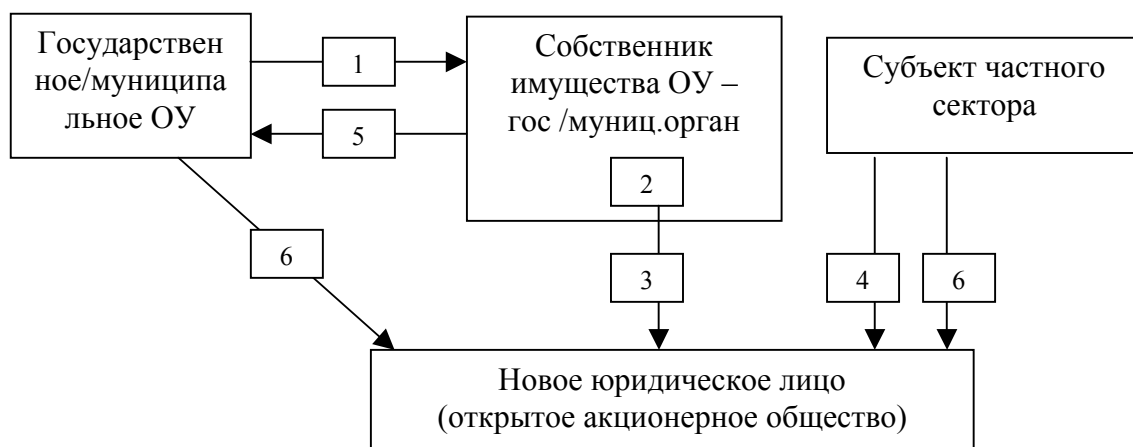 Государствен
ное/муниципа
льное ОУ
1
5
Собственник
имущества ОУ –
гос /муниц.орган
2
Субъект частного
сектора
6
3
4
6
Новое юридическое лицо
(открытое акционерное общество)